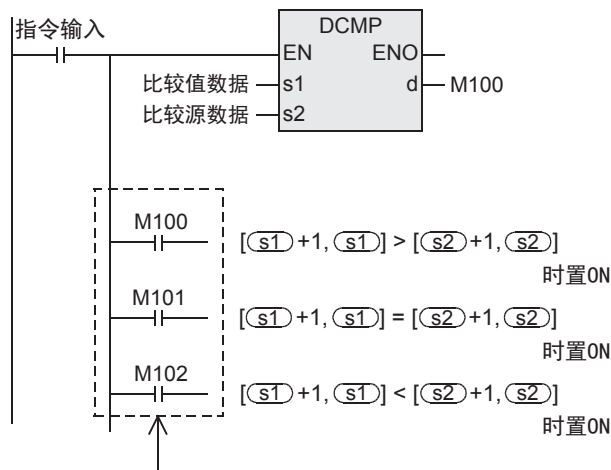 指令输入
DCMP
EN ENO
比较值数据 s1 d M100
比较源数据 s2
M100
[s1+1, s1] > [s2+1, s2]
时置ON
M101
[s1+1, s1] = [s2+1, s2]
时置ON
M102
[s1+1, s1] < [s2+1, s2]
时置ON